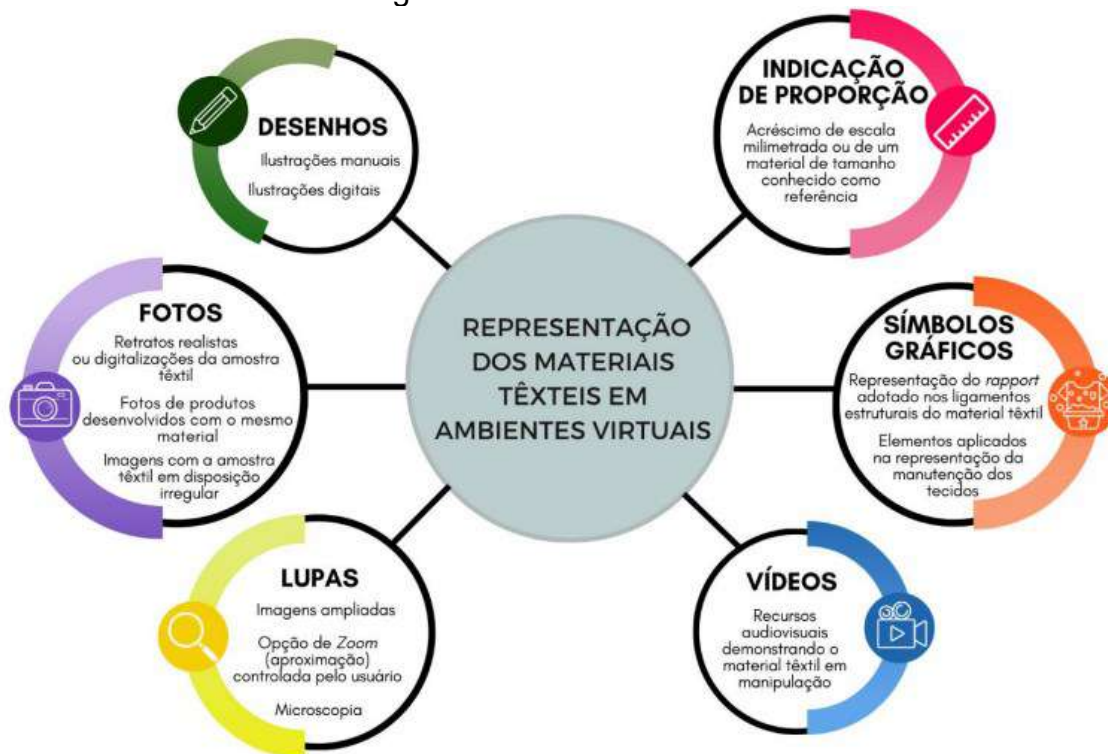 g
DESENHOS
Ilustrações manuais
Ilustrações digitais
INDICAÇÃO
DE PROPORÇÃO
Acréscimo de escala
milimetrada ou de um
material de tamanho
conhecido como
referência
FOTOS
Retratos realistas
ou digitalizações da amostra
têxtil
Fotos de produtos
desenvolvidos com o mesmo
material
Imagens com a amostra
têxtil em disposição
irregular
REPRESENTAÇÃO
DOS MATERIAIS
TÊXTEIS EM
AMBIENTES VIRTUAIS
SÍMBOLOS
GRÁFICOS
Representação do rapport
adotado nos ligamentos
estruturais do material têxtil
Elementos aplicados
na representação da
manutenção dos
tecidos
LUPAS
Imagens ampliadas
Opção de Zoom
(aproximação)
controlada pelo usuário
Microscopia
VÍDEOS
Recursos
audiovisuais
demonstrando o
material têxtil em
manipulação